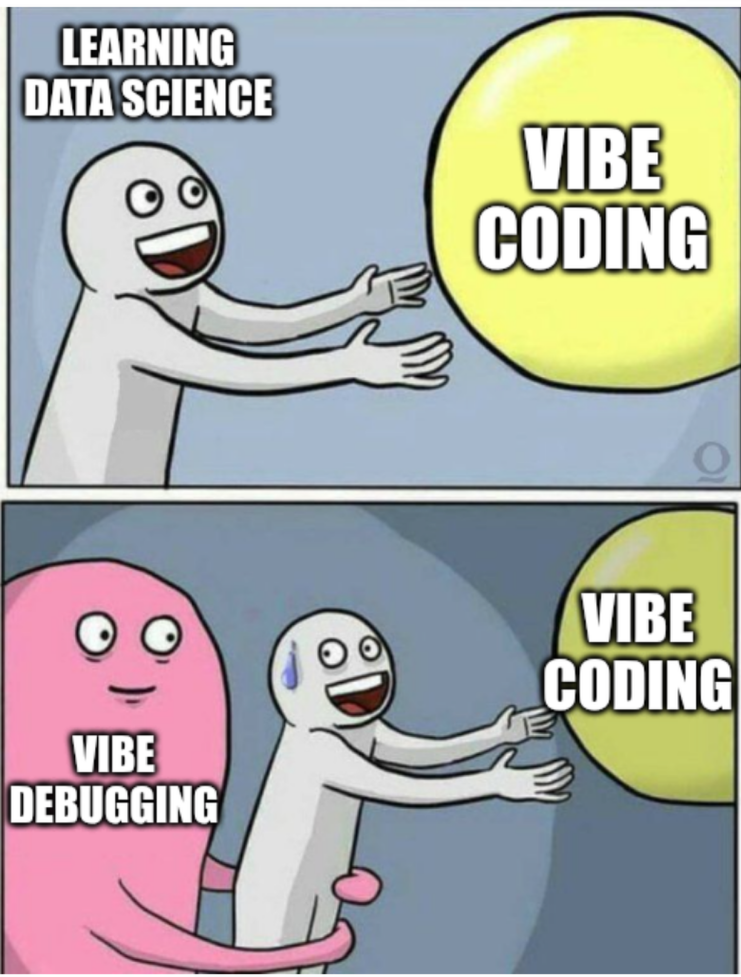 LEARNING
DATA SCIENCE
VIBE
CODING
VIBE
CODING
VIBE
DEBUGGING